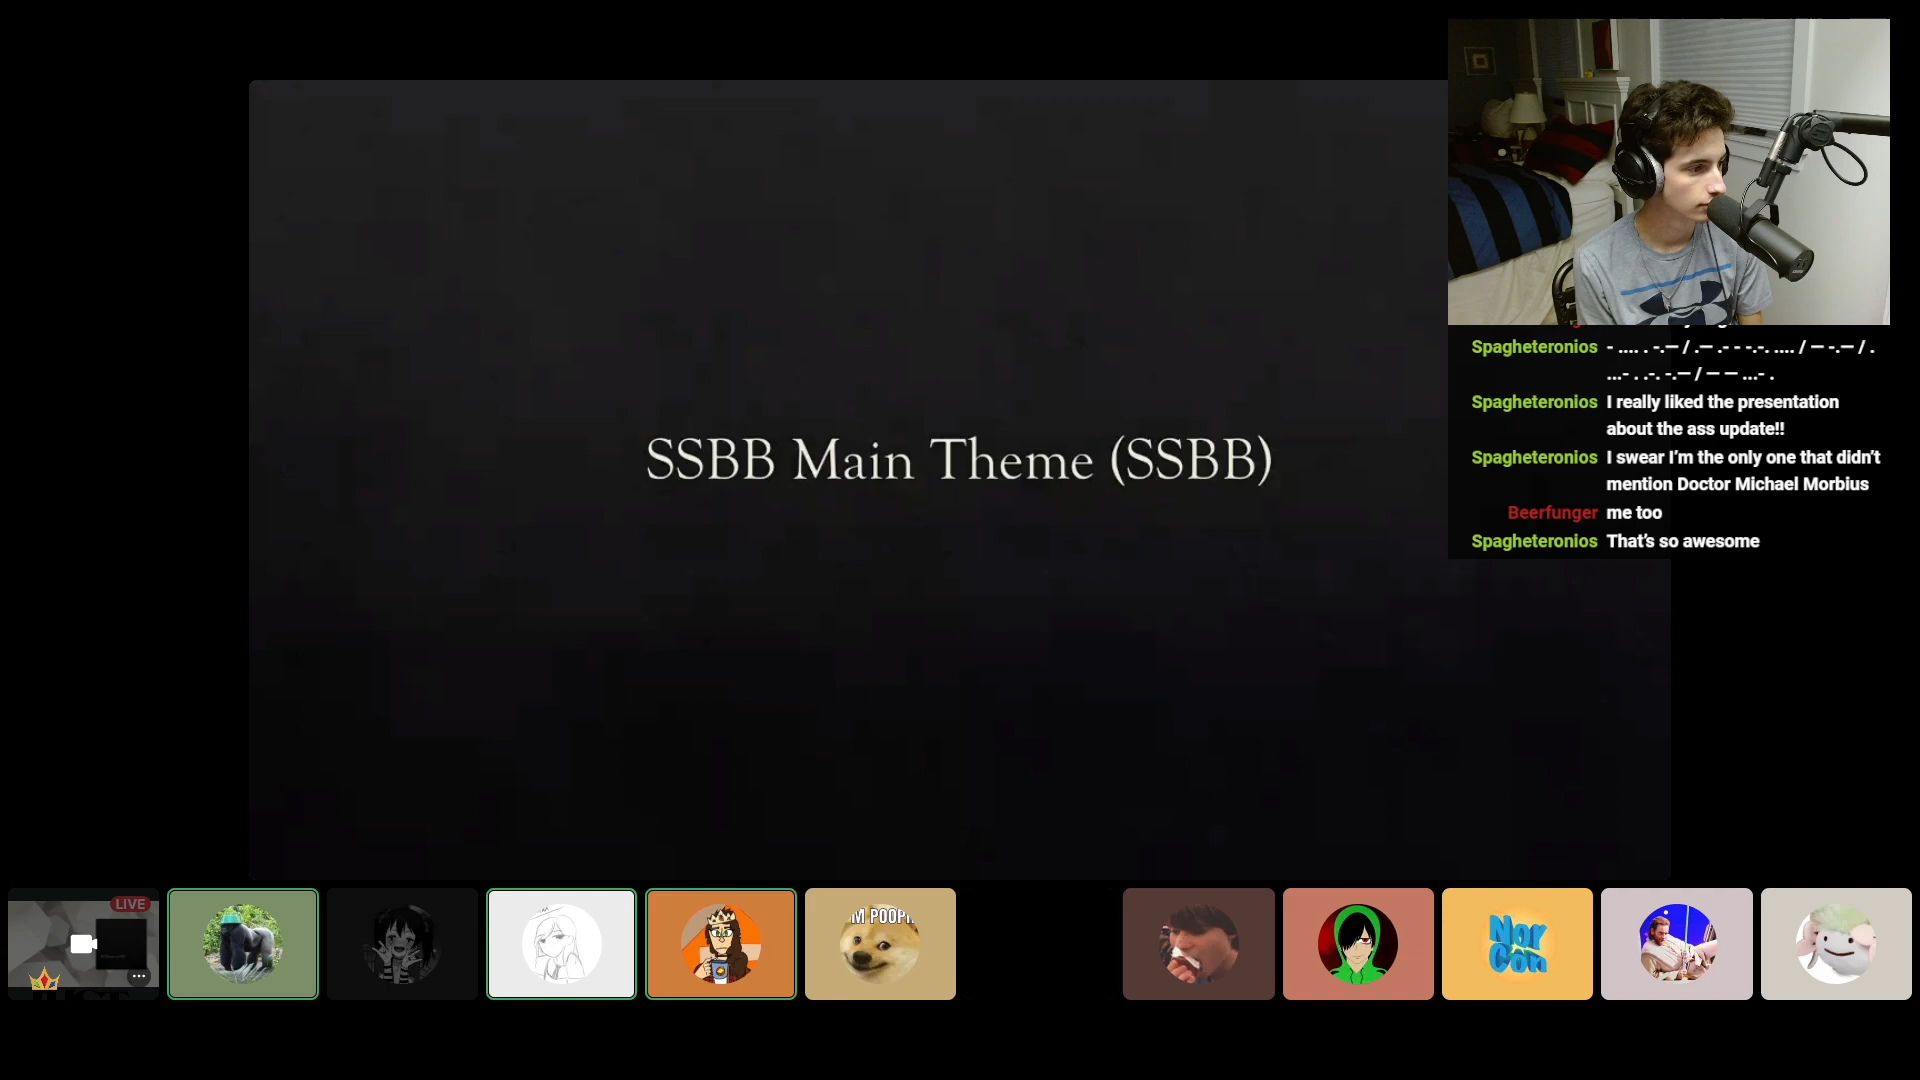 SSBB Main Theme (SSBB)
Spagheteronios - .... . -.— / .— .- - -.-. .... / — -.— / .
...- . .-. -.— / — — ...- .
Spagheteronios I really liked the presentation
about the ass update!!
Spagheteronios I swear I'm the only one that didn't
mention Doctor Michael Morbius
Beerfunger me too
Spagheteronios That's so awesome
LIVE
Nor
Con